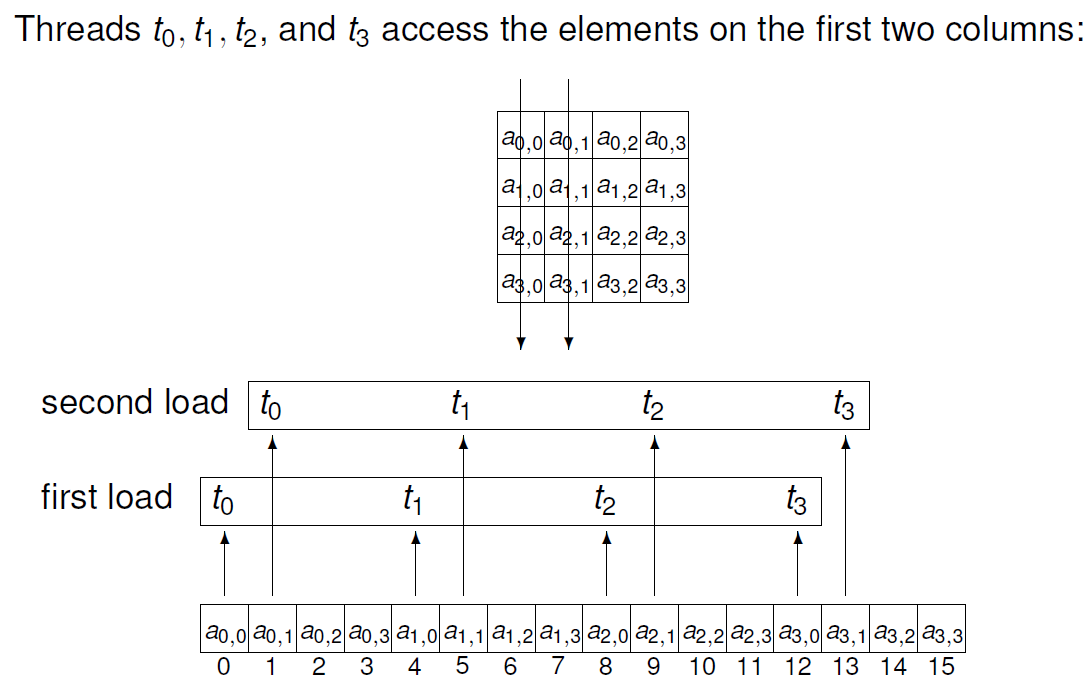 Threads t0, t1, t2, and t3 access the elements on the first two columns:
a0,0 a0,1 a0,2 a0,3
a1,0 a1,1 a1,2 a1,3
a2,0 a2,1 a2,2 a2,3
a3,0 a3,1 a3,2 a3,3
second load t0 t1 t2 t3
first load t0 t1 t2 t3
a0,0 a0,1 a0,2 a0,3 a1,0 a1,1 a1,2 a1,3 a2,0 a2,1 a2,2 a2,3 a3,0 a3,1 a3,2 a3,3
0 1 2 3 4 5 6 7 8 9 10 11 12 13 14 15